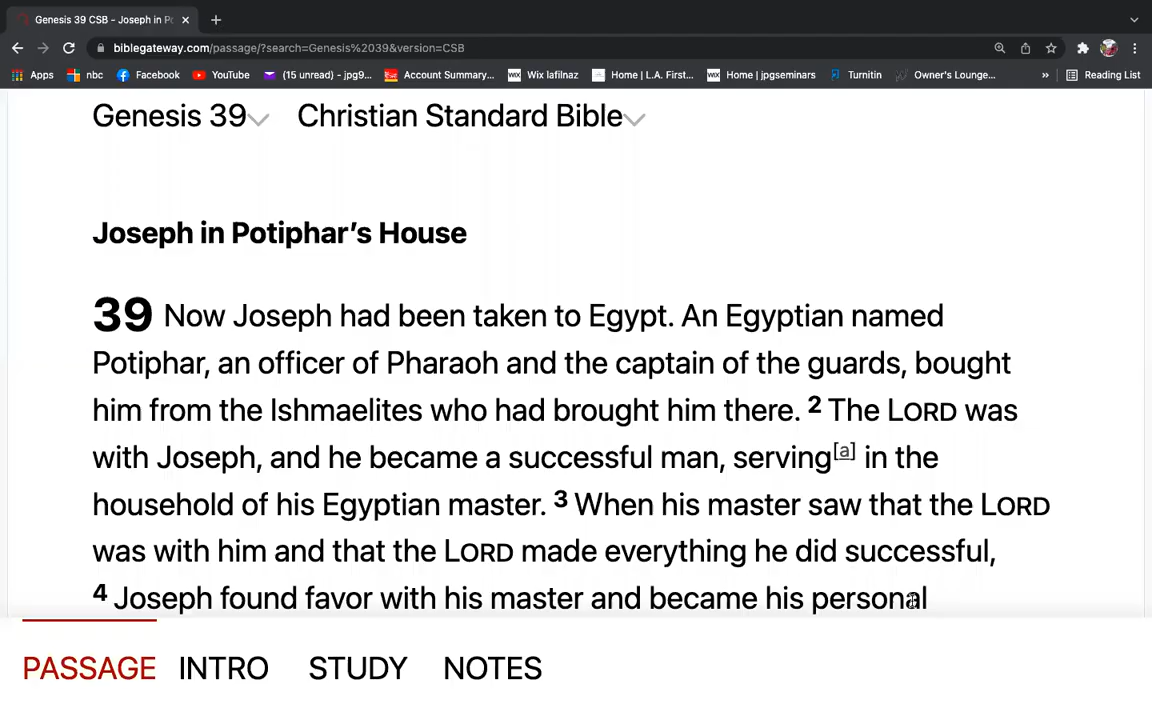 Genesis 39 CSB - Joseph in Po
biblegateway.com/passage/?search=Genesis%2039&version=CSB
Apps nbc Facebook YouTube (15 unread) - jpg9... Account Summary... Wix lafilnaz Home | L.A. First... Home | jpgseminars Turnitin Owner's Lounge... » Reading List
Genesis 39 Christian Standard Bible
Joseph in Potiphar’s House
39 Now Joseph had been taken to Egypt. An Egyptian named
Potiphar, an officer of Pharaoh and the captain of the guards, bought
him from the Ishmaelites who had brought him there. 2 The LORD was
with Joseph, and he became a successful man, serving[a] in the
household of his Egyptian master. 3 When his master saw that the LORD
was with him and that the LORD made everything he did successful,
4 Joseph found favor with his master and became his personal
PASSAGE INTRO STUDY NOTES